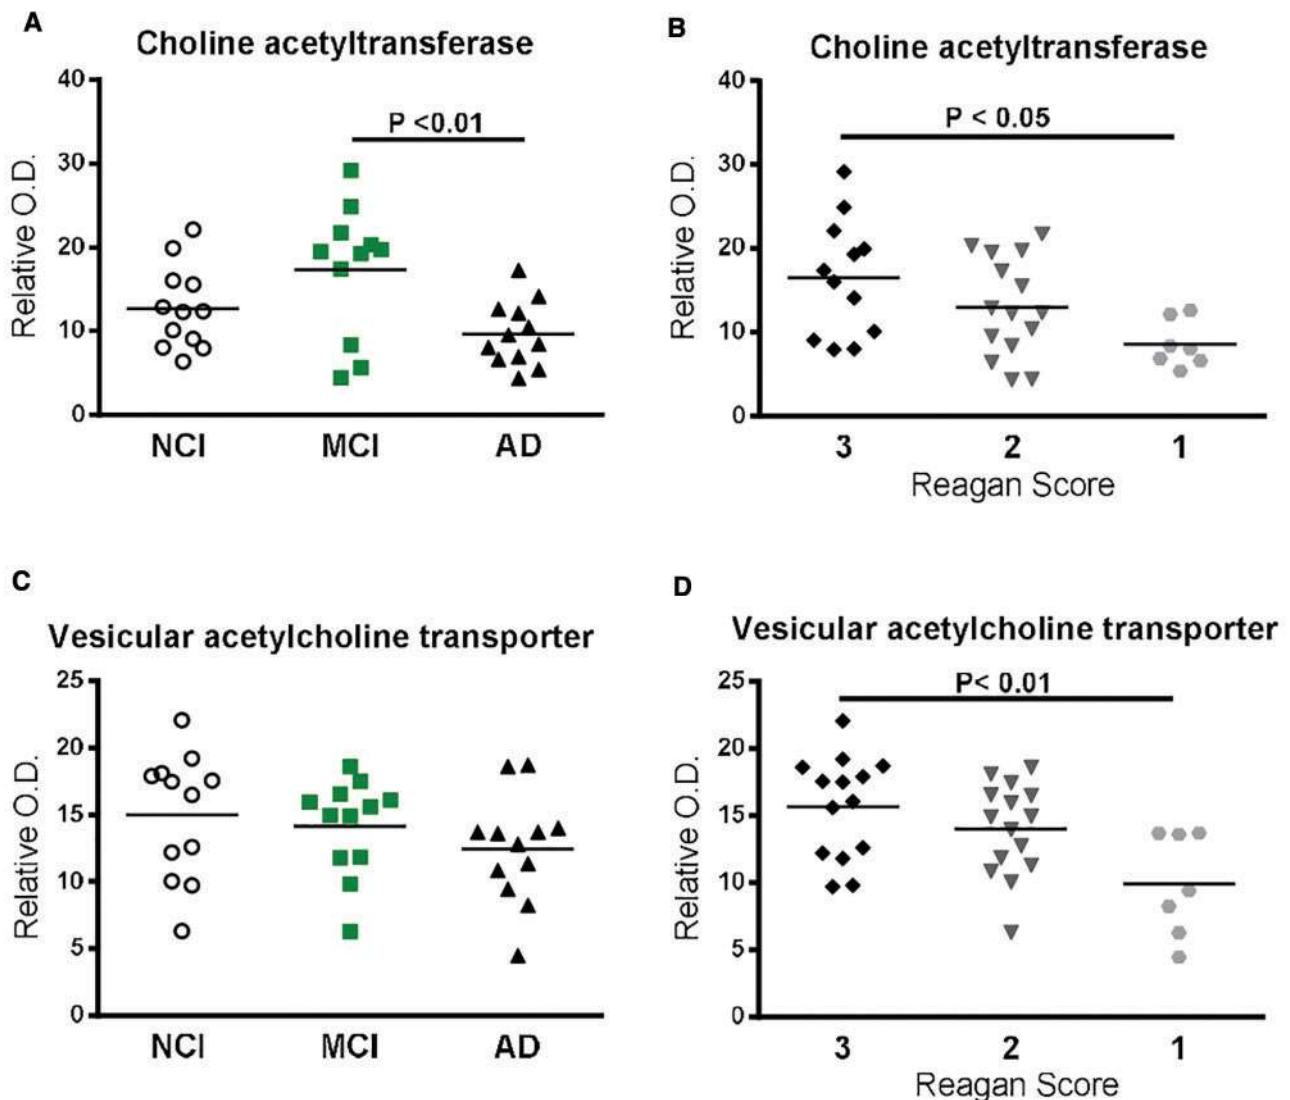 A
Choline acetyltransferase
40
30
20
10
0
Relative O.D.
P <0.01
NCI
MCI
AD
B
Choline acetyltransferase
40
30
20
10
0
Relative O.D.
P < 0.05
3
2
1
Reagan Score
C
Vesicular acetylcholine transporter
25
20
15
10
5
0
Relative O.D.
NCI
MCI
AD
D
Vesicular acetylcholine transporter
25
20
15
10
5
0
Relative O.D.
P< 0.01
3
2
1
Reagan Score